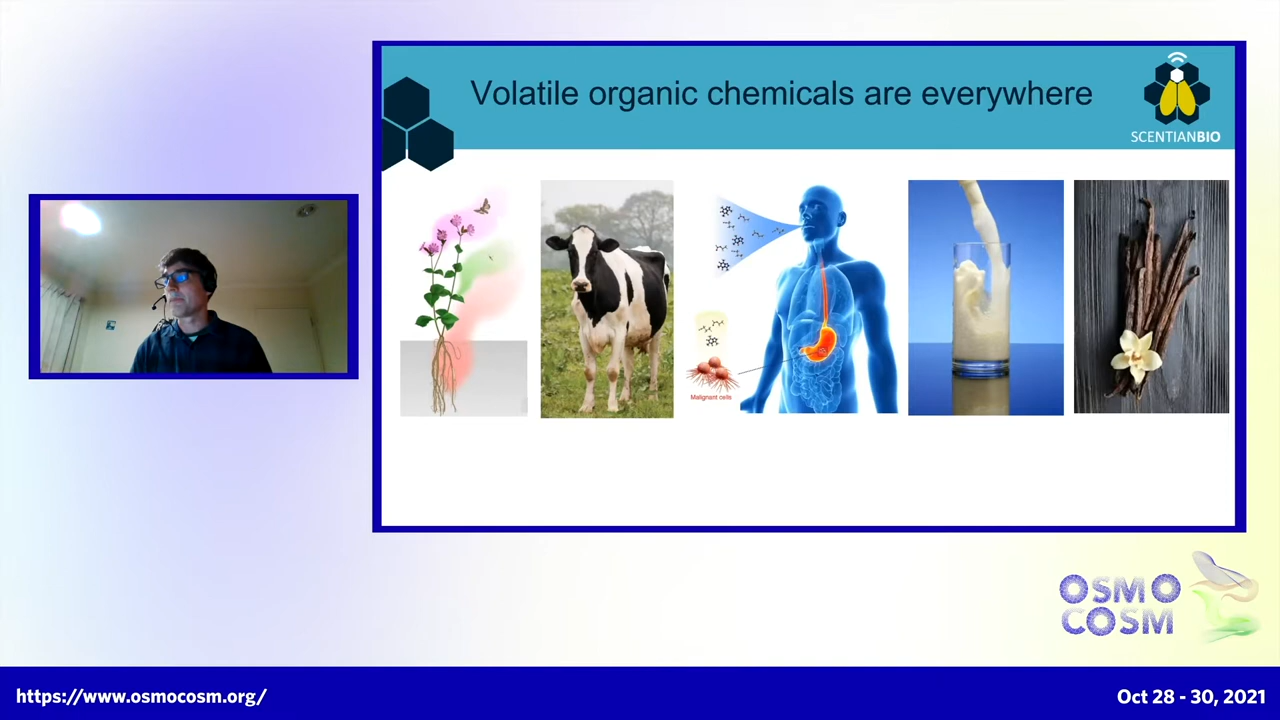 Volatile organic chemicals are everywhere
SCENTIANBIO
Malignant cells
OSMO
COSM
https://www.osmocosm.org/
Oct 28 - 30, 2021